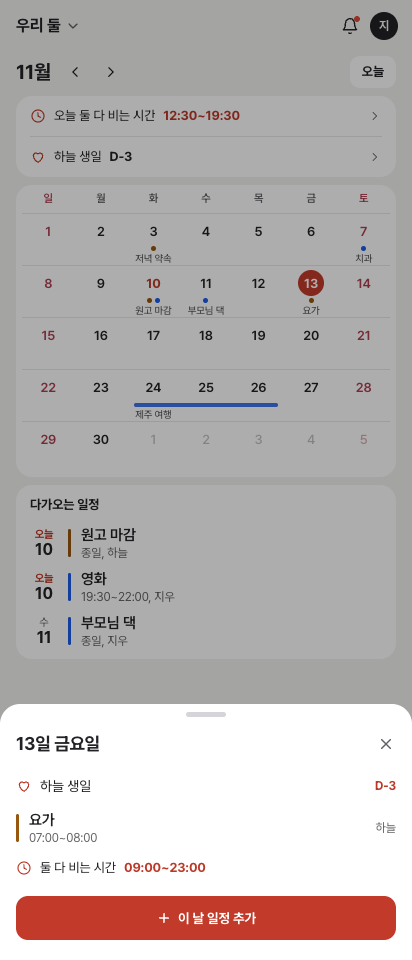 우리 둘
지
11월
오늘
오늘 둘 다 비는 시간 12:30~19:30
하늘 생일 D-3
일 월 화 수 목 금 토
1 2 3 4 5 6 7
저녁 약속 치과
8 9 10 11 12 13 14
원고 마감 부모님 댁 요가
15 16 17 18 19 20 21
22 23 24 25 26 27 28
제주 여행
29 30 1 2 3 4 5
다가오는 일정
오늘
10
원고 마감
종일, 하늘
오늘
10
영화
19:30~22:00, 지우
수
11
부모님 댁
종일, 지우
13일 금요일
하늘 생일 D-3
요가
07:00~08:00
하늘
둘 다 비는 시간 09:00~23:00
이 날 일정 추가